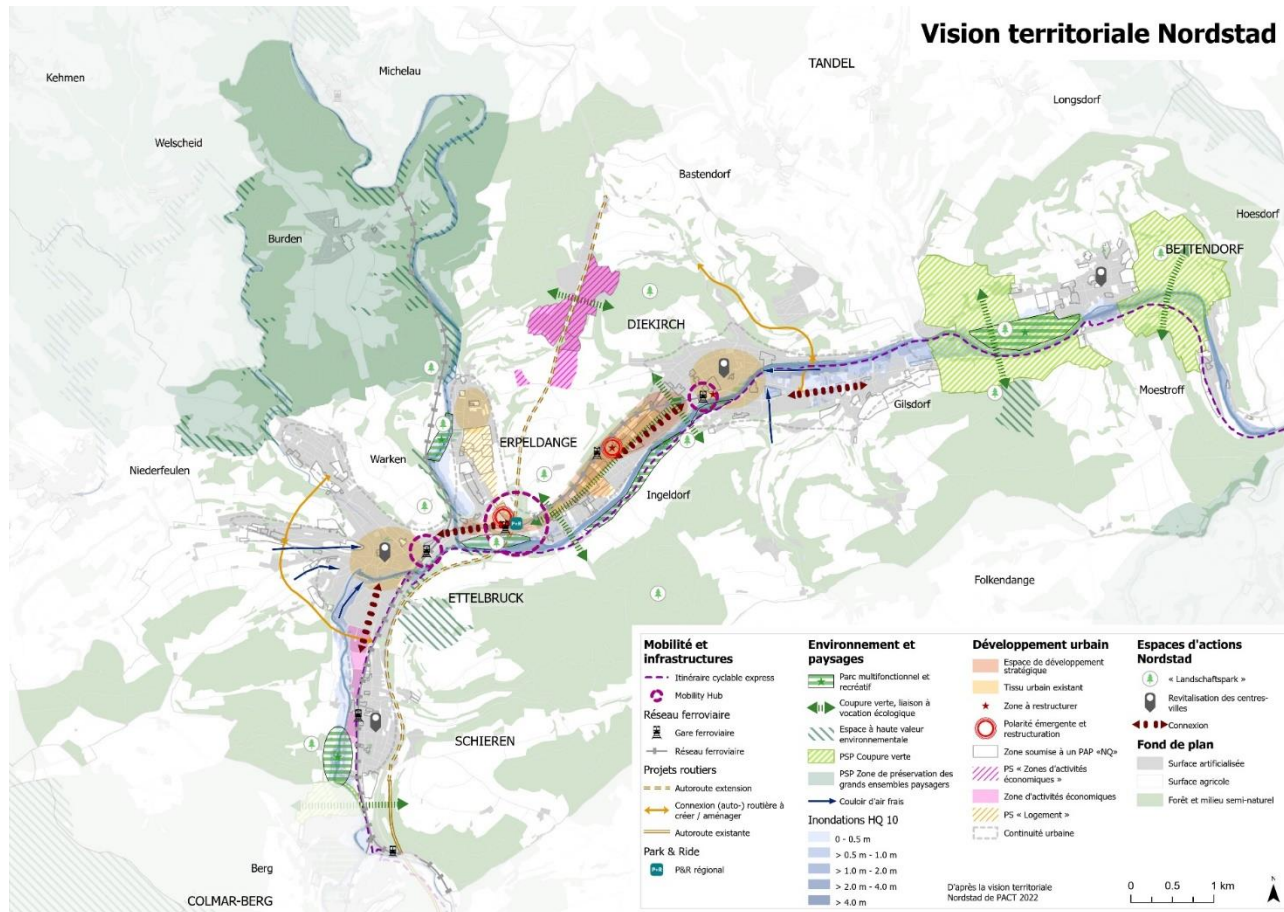 Vision territoriale Nordstad
Kehmen
Michelau
TANDEL
Longsdorf
Welscheid
Bastendorf
Hoesdorf
Burden
BETTENDORF
DIEKIRCH
Moestroff
Gilsdorf
ERPELDANGE
Niederfeulen
Warken
Ingeldorf
P+R
Folkendange
ETTELBRUCK
SCHIEREN
Berg
COLMAR-BERG
Mobilité et
infrastructures
Itinéraire cyclable express
Mobility Hub
Réseau ferroviaire
Gare ferroviaire
Réseau ferroviaire
Projets routiers
Autoroute extension
Connexion (auto-) routière à
créer / aménager
Autoroute existante
Park & Ride
P+R
P&R régional
Environnement et
paysages
Parc multifonctionnel et
recréatif
Coupure verte, liaison à
vocation écologique
Espace à haute valeur
environnementale
PSP Coupure verte
PSP Zone de préservation des
grands ensembles paysagers
Couloir d'air frais
Inondations HQ 10
0 - 0.5 m
> 0.5 m - 1.0 m
> 1.0 m - 2.0 m
> 2.0 m - 4.0 m
> 4.0 m
Développement urbain
Espace de développement
stratégique
Tissu urbain existant
Zone à restructurer
Polarité émergente et
restructuration
Zone soumise à un PAP «NQ»
PS « Zones d'activités
économiques »
Zone d'activités économiques
PS « Logement »
Continuité urbaine
Espaces d'actions
Nordstad
« Landschaftspark »
Revitalisation des centres-
villes
Connexion
Fond de plan
Surface artificialisée
Surface agricole
Forêt et milieu semi-naturel
D'après la vision territoriale
Nordstad de PACT 2022
0 0.5 1 km
N